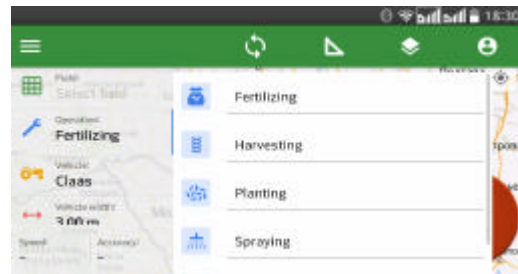 18:30
Field:
Select field
Operation:
Fertilizing
Vehicle:
Claas
Vehicle width:
3.00 m
Speed:
-
Accuracy:
-
Fertilizing
Harvesting
Planting
Spraying